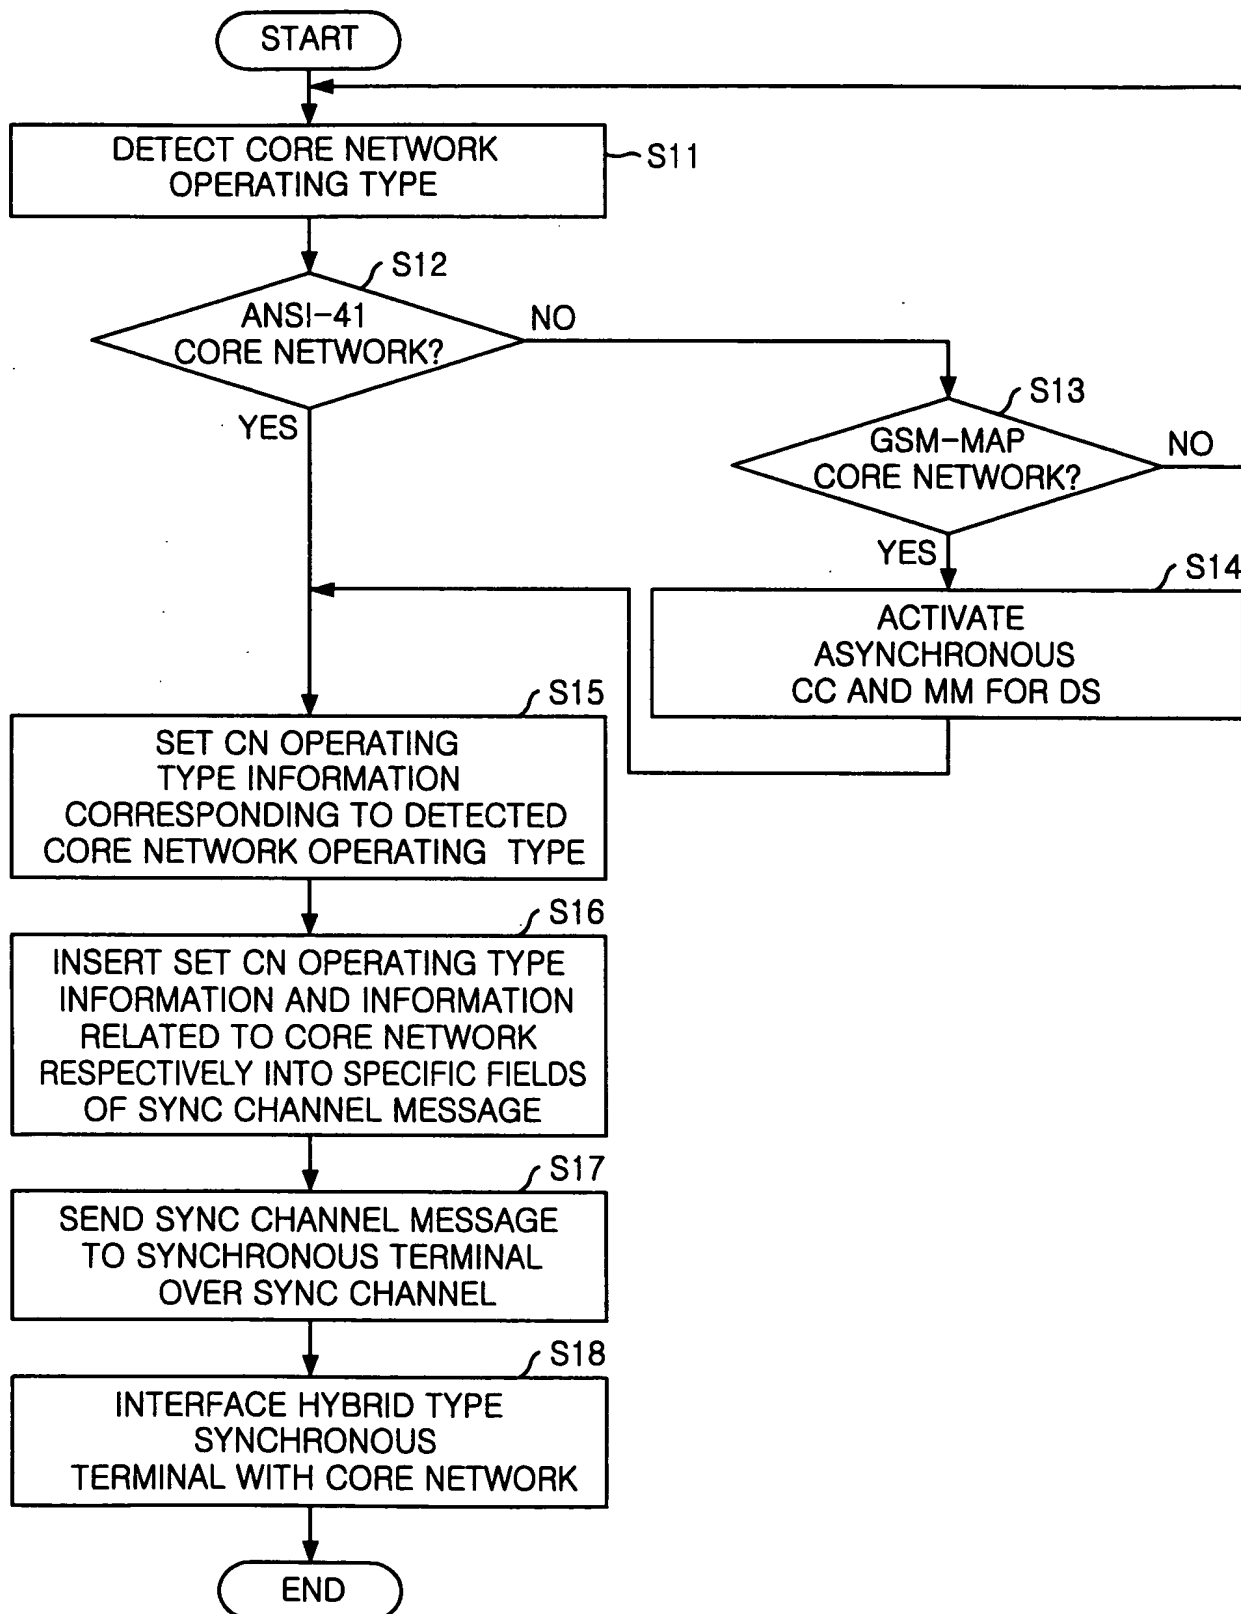 START
DETECT CORE NETWORK
OPERATING TYPE
S11
S12
ANSI-41
CORE NETWORK?
NO
YES
S13
GSM-MAP
CORE NETWORK?
NO
YES
S14
ACTIVATE
ASYNCHRONOUS
CC AND MM FOR DS
S15
SET CN OPERATING
TYPE INFORMATION
CORRESPONDING TO DETECTED
CORE NETWORK OPERATING TYPE
S16
INSERT SET CN OPERATING TYPE
INFORMATION AND INFORMATION
RELATED TO CORE NETWORK
RESPECTIVELY INTO SPECIFIC FIELDS
OF SYNC CHANNEL MESSAGE
S17
SEND SYNC CHANNEL MESSAGE
TO SYNCHRONOUS TERMINAL
OVER SYNC CHANNEL
S18
INTERFACE HYBRID TYPE
SYNCHRONOUS
TERMINAL WITH CORE NETWORK
END